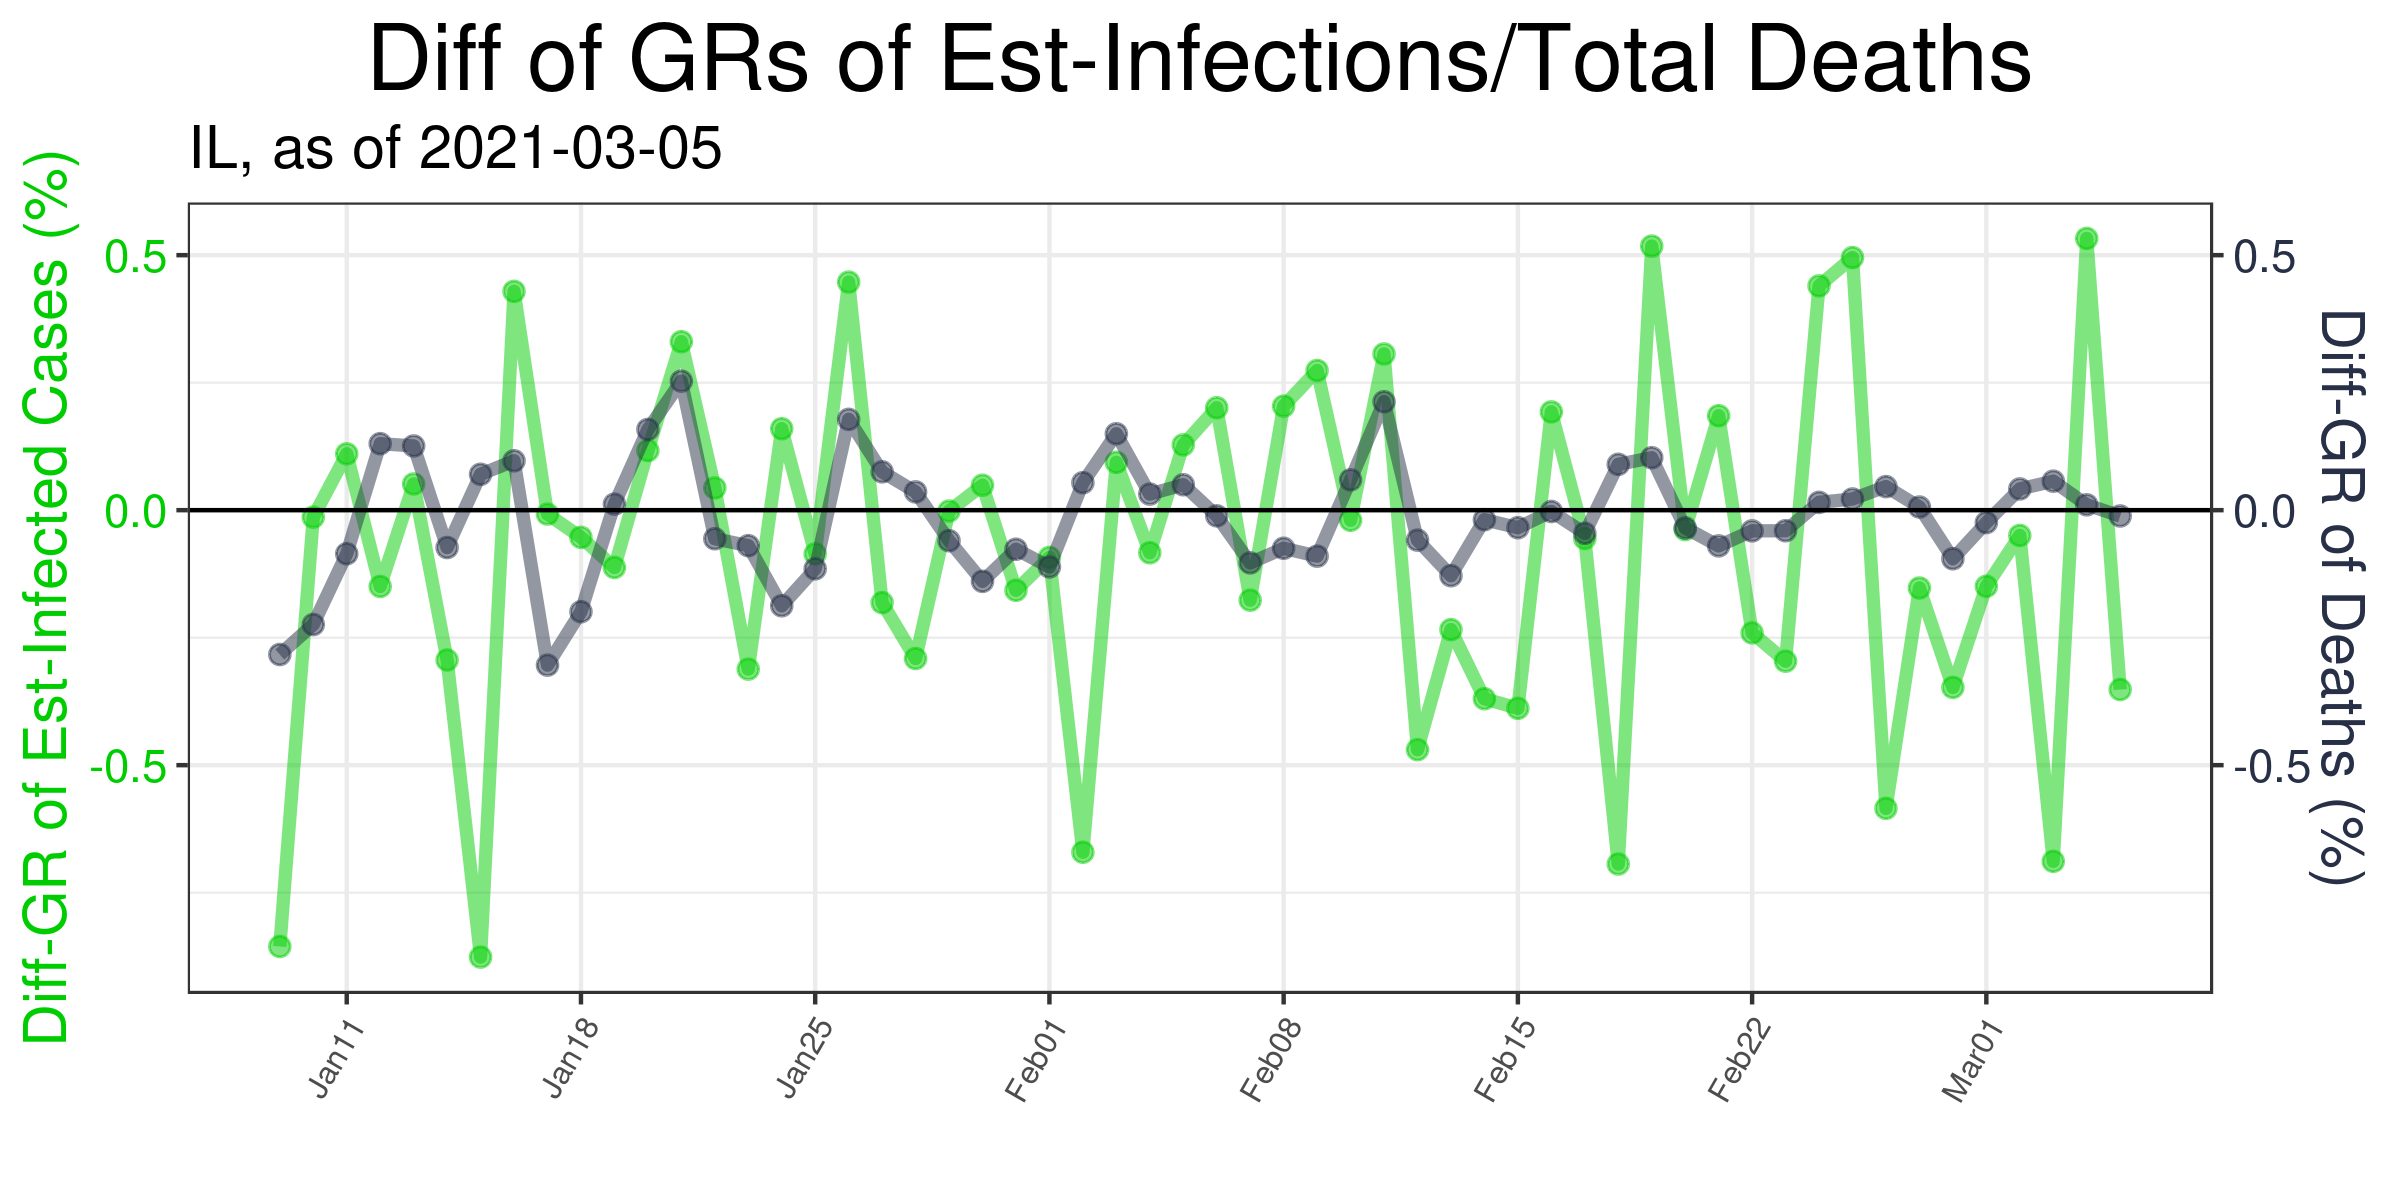 Diff of GRs of Est-Infections/Total Deaths
IL, as of 2021-03-05
Diff-GR of Est-Infected Cases (%)
0.5
0.0
-0.5
0.5
0.0
-0.5
Diff-GR of Deaths (%)
Jan11
Jan18
Jan25
Feb01
Feb08
Feb15
Feb22
Mar01